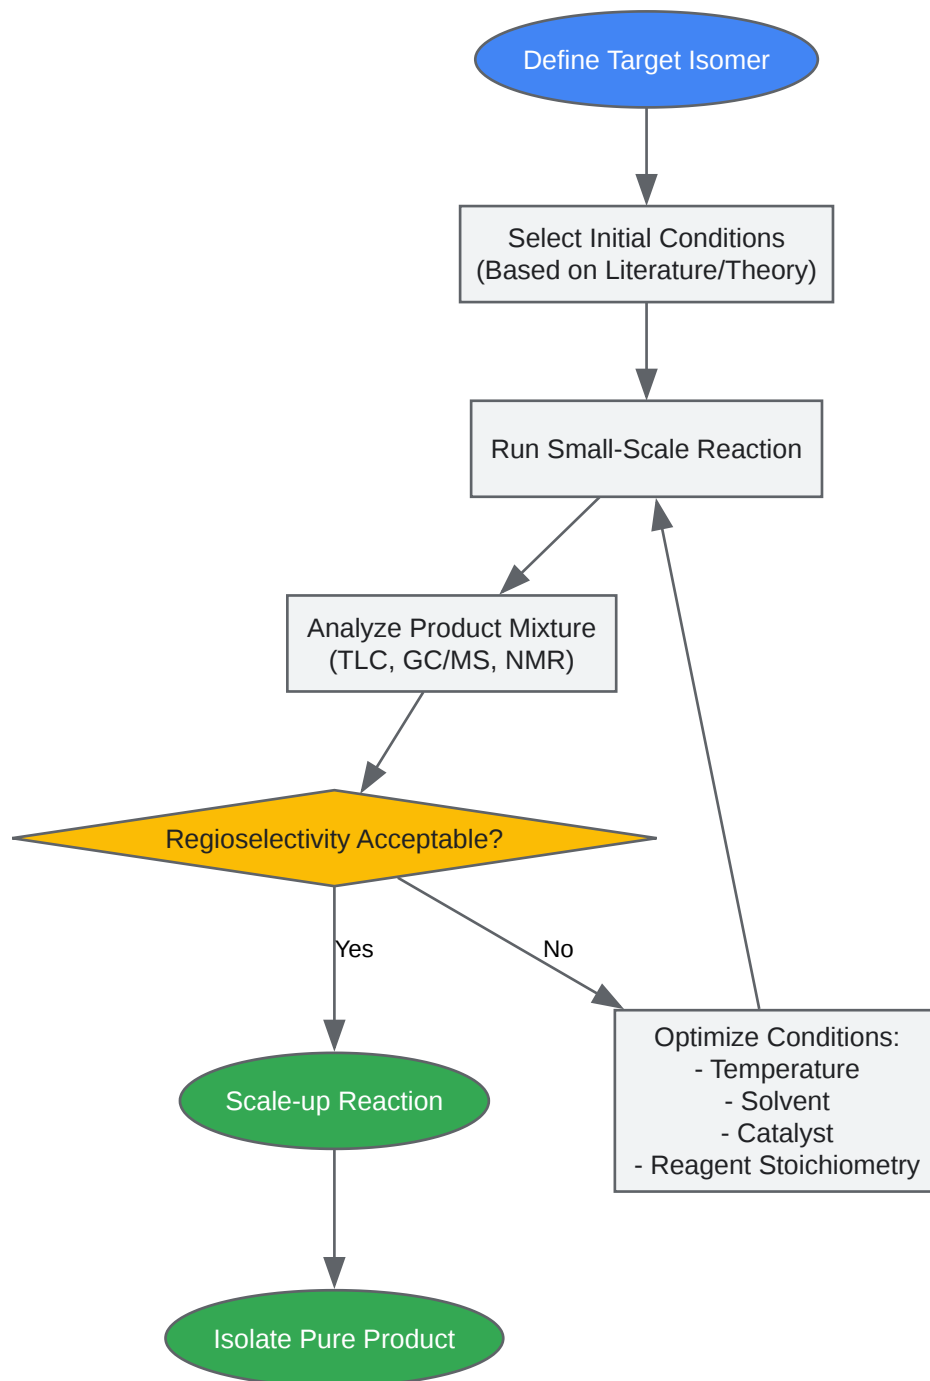 Define Target Isomer
Select Initial Conditions
(Based on Literature/Theory)
Run Small-Scale Reaction
Analyze Product Mixture
(TLC, GC/MS, NMR)
Regioselectivity Acceptable?
Yes
No
Optimize Conditions:
- Temperature
- Solvent
- Catalyst
- Reagent Stoichiometry
Scale-up Reaction
Isolate Pure Product